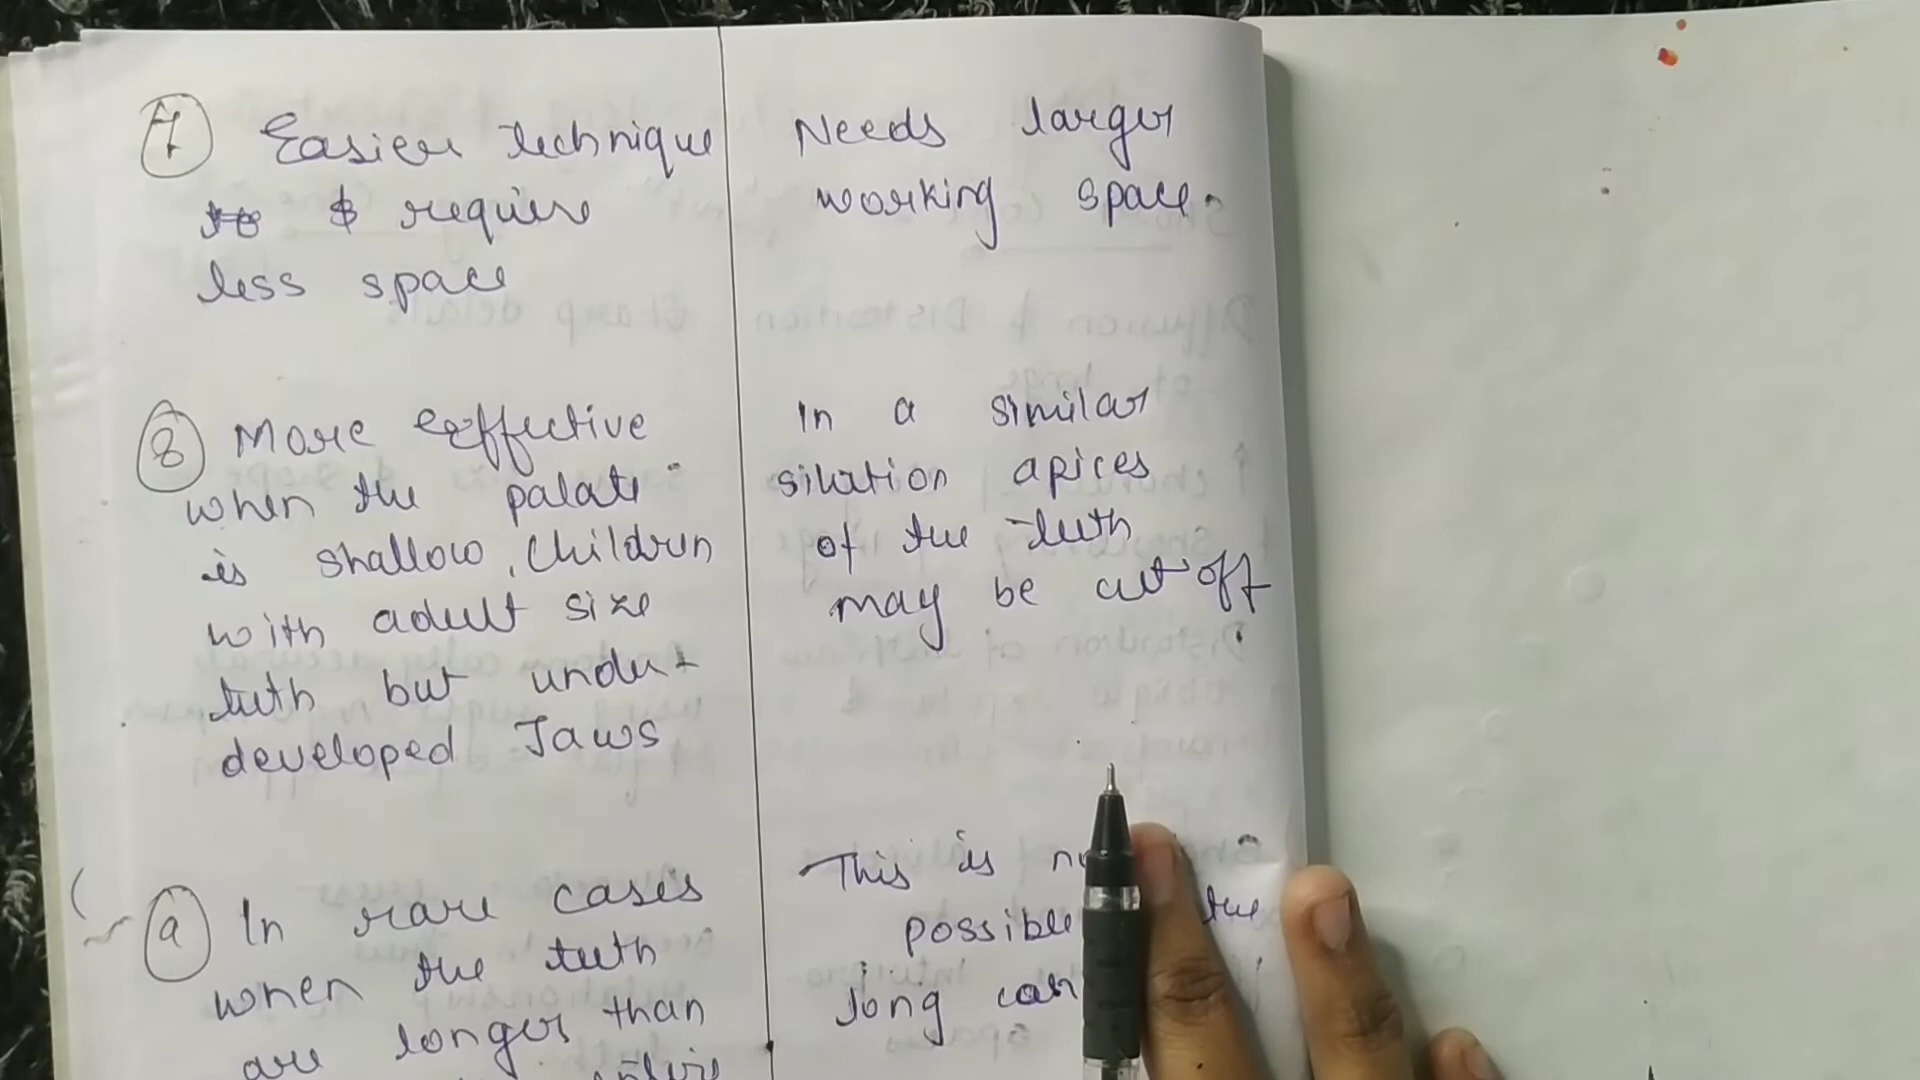 7 Easier technique
& require
less space
8 More effective
when the palate
is shallow, children
with adult size
teeth but under
developed Jaws
9 In rare cases
when the teeth
are longer than
Needs larger
working space.
In a similar
situation apices
of the teeth
may be cut off
This is
possible the
long